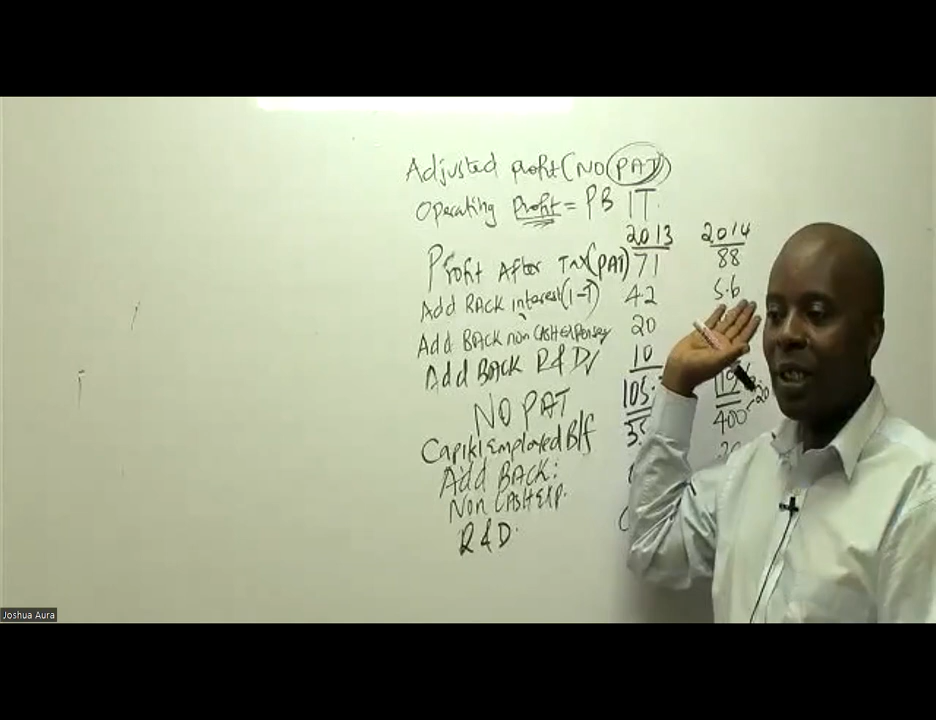 Adjusted profit (NOPAT)
Operating Profit = PBIT.
2013 2014
Profit After Tax (PAT) 71 88
Add BACK interest (1-T) 4.2 5.6
Add BACK non CASH expenses 20
Add BACK R & D 10
NOPAT 105. 400
Capital Employed B/f
Add BACK:
Non CASH EXP.
R & D.
Joshua Aura